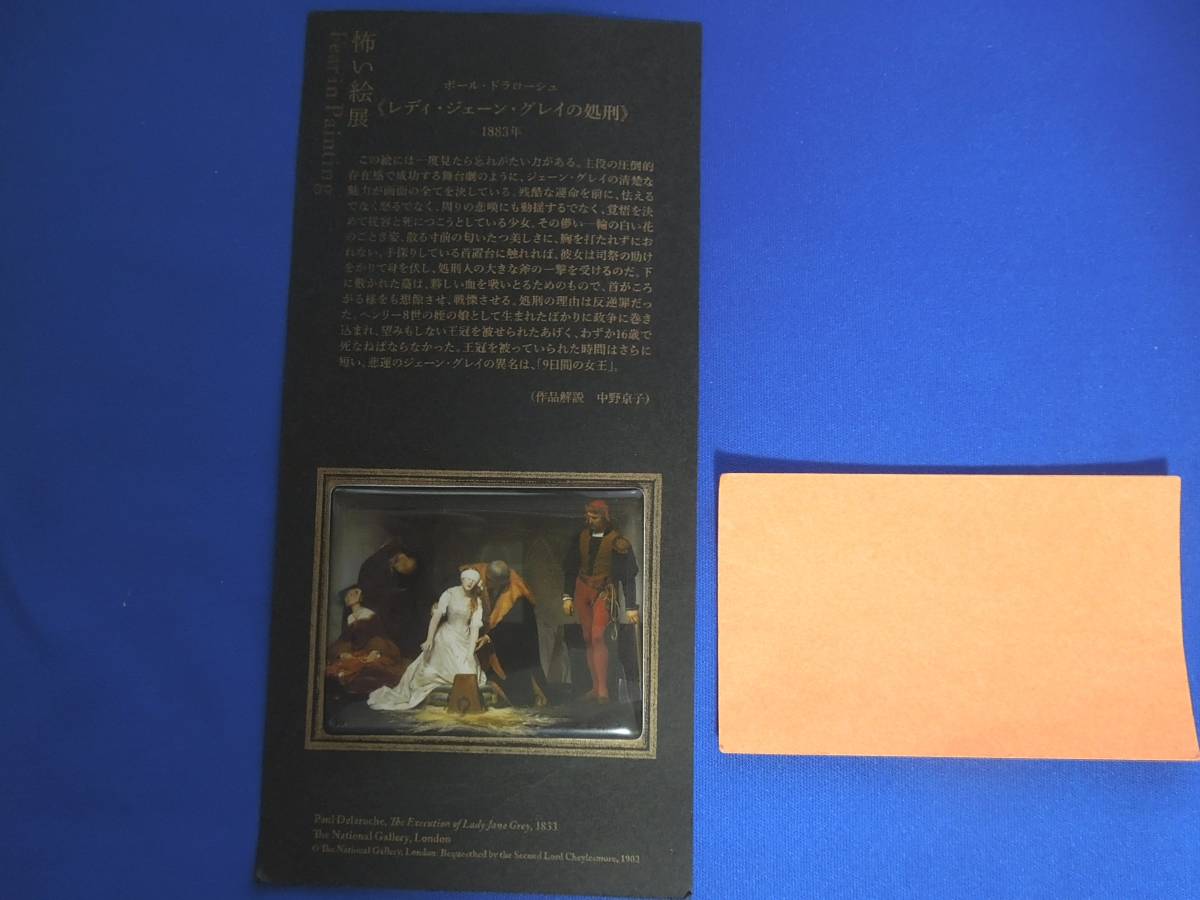 怖い絵展
Fear in Painting
ポール・ドラローシュ
《レディ・ジェーン・グレイの処刑》
1883年
この絵には一度見たら忘れがたい力がある。主役の圧倒的
存在感で成功する舞台劇のように、ジェーン・グレイの清楚な
魅力が画面の全てを決している。残酷な運命を前に、怯える
でなく怒るでなく、周りの悲嘆にも動揺するでなく、覚悟を決
めて従容と死につこうとしている少女。その儚い一輪の白い花
のごとき姿、散る寸前の匂いたつ美しさに、胸を打たれずにお
れない。手探りしている首置台に触れれば、彼女は司祭の助け
をかりて身を伏し、処刑人の大きな斧の一撃を受けるのだ。下
に敷かれた藁は、夥しい血を吸いとるためのもので、首がころ
がる様をも想像させ、戦慄させる。処刑の理由は反逆罪だっ
た。ヘンリー8世の姪の娘として生まれたばかりに政争に巻き
込まれ、望みもしない王冠を被せられたあげく、わずか16歳で
死なねばならなかった。王冠を被っていられた時間はさらに
短い。悲運のジェーン・グレイの異名は、「9日間の女王」。
(作品解説 中野京子)
Paul Delaroche, The Execution of Lady Jane Grey, 1833
The National Gallery, London
© The National Gallery, London. Bequeathed by the Second Lord Cheylesmore, 1902